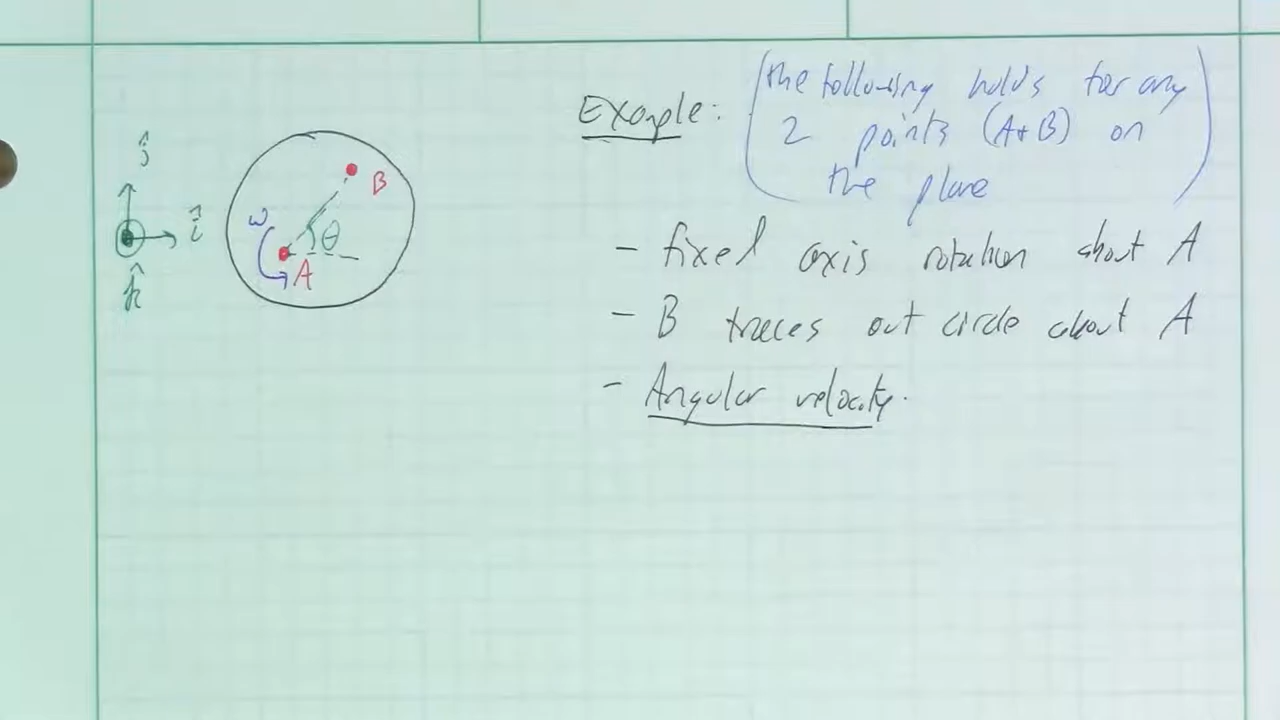 Example: (the following holds for any
2 points (A+B) on
the plane)
- fixed axis rotation about A
- B traces out circle about A
- Angular velocity.
ĵ
î
k̂
B
ω
θ
A